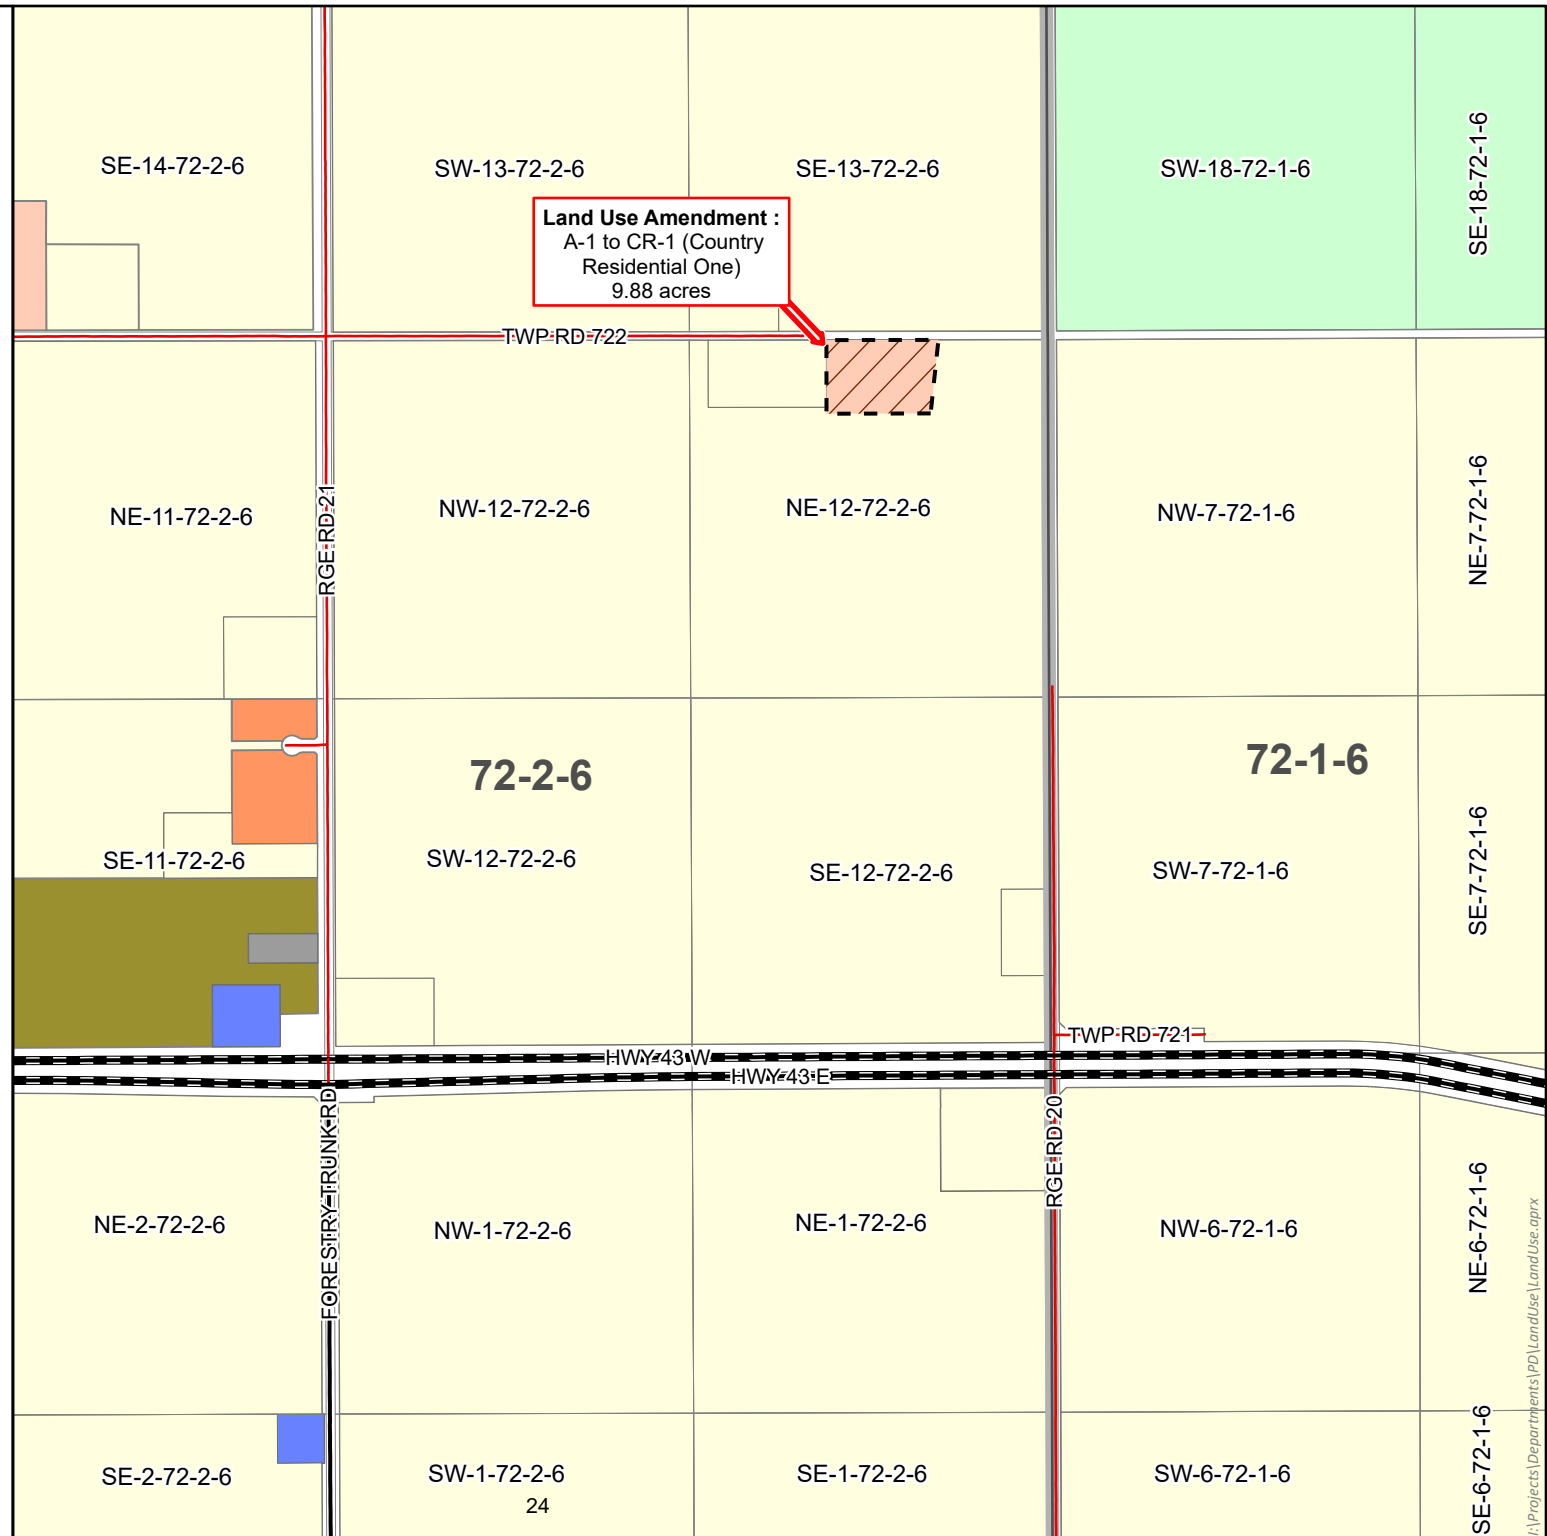 SE-14-72-2-6
SW-13-72-2-6
SE-13-72-2-6
SW-18-72-1-6
SE-18-72-1-6
Land Use Amendment :
A-1 to CR-1 (Country
Residential One)
9.88 acres
TWP RD 722
NE-11-72-2-6
RGE RD 21
NW-12-72-2-6
NE-12-72-2-6
NW-7-72-1-6
NE-7-72-1-6
72-2-6
72-1-6
SE-11-72-2-6
SW-12-72-2-6
SE-12-72-2-6
SW-7-72-1-6
SE-7-72-1-6
TWP RD 721
HWY 43 W
HWY 43 E
FORESTRY TRUNK RD
RGE RD 20
NE-2-72-2-6
NW-1-72-2-6
NE-1-72-2-6
NW-6-72-1-6
NE-6-72-1-6
SE-2-72-2-6
SW-1-72-2-6
SE-1-72-2-6
SW-6-72-1-6
SE-6-72-1-6
24
I:\Projects\Departments\PD\LandUse\LandUse.aprx